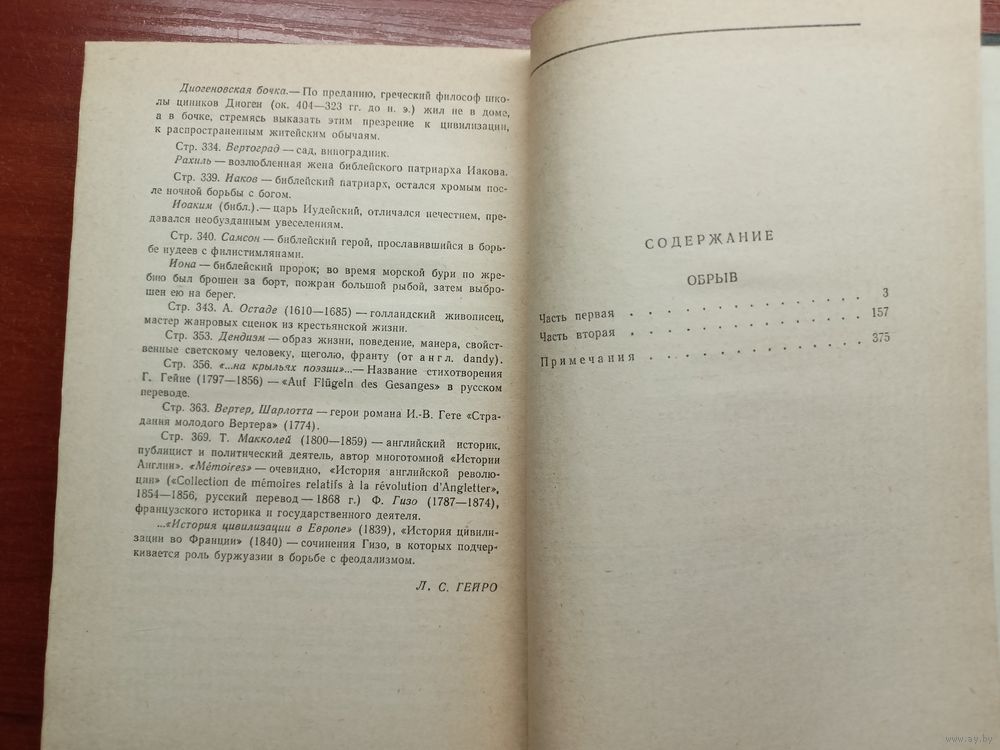 Диогеновская бочка.— По преданию, греческий философ шко-
лы циников Диоген (ок. 404—323 гг. до н. э.) жил не в доме,
а в бочке, стремясь выказать этим презрение к цивилизации,
к распространенным житейским обычаям.
Стр. 334. Вертоград — сад, виноградник.
Рахиль — возлюбленная жена библейского патриарха Иакова.
Стр. 339. Иаков — библейский патриарх, остался хромым пос-
ле ночной борьбы с богом.
Иоаким (библ.).— царь Иудейский, отличался нечестием, пре-
давался необузданным увеселениям.
Стр. 340. Самсон — библейский герой, прославившийся в борь-
бе иудеев с филистимлянами.
Иона — библейский пророк; во время морской бури по жре-
бию был брошен за борт, пожран большой рыбой, затем выбро-
шен ею на берег.
Стр. 343. А. Остаде (1610—1685) — голландский живописец,
мастер жанровых сценок из крестьянской жизни.
Стр. 353. Дендизм — образ жизни, поведение, манера, свойст-
венные светскому человеку, щеголю, франту (от англ. dandy).
Стр. 356. «...на крыльях поэзии»...— Название стихотворения
Г. Гейне (1797—1856) — «Auf Flügeln des Gesanges» в русском
переводе.
Стр. 363. Вертер, Шарлотта — герои романа И.-В. Гете «Стра-
дания молодого Вертера» (1774).
Стр. 369. Т. Макколей (1800—1859) — английский историк,
публицист и политический деятель, автор многотомной «Истории
Англии». «Mémoires» — очевидно, «История английской револю-
ции» («Collection de mémoires relatifs à la révolution d'Angletter»,
1854—1856, русский перевод — 1868 г.) Ф. Гизо (1787—1874),
французского историка и государственного деятеля.
...«История цивилизации в Европе» (1839), «История цивили-
зации во Франции» (1840) — сочинения Гизо, в которых подчер-
кивается роль буржуазии в борьбе с феодализмом.
Л. С. ГЕЙРО
СОДЕРЖАНИЕ
ОБРЫВ
Часть первая . . . . . . . . . . . 3
Часть вторая . . . . . . . . . . . 157
Примечания . . . . . . . . . . . 375
www.ay.by